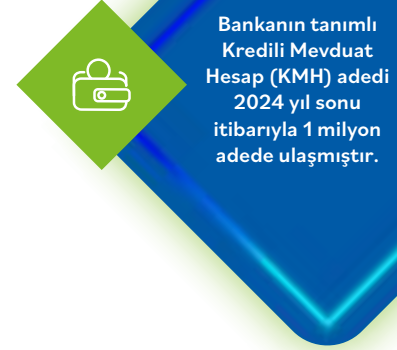 Bankanın tanımlı
Kredili Mevduat
Hesap (KMH) adedi
2024 yıl sonu
itibarıyla 1 milyon
adede ulaşmıştır.